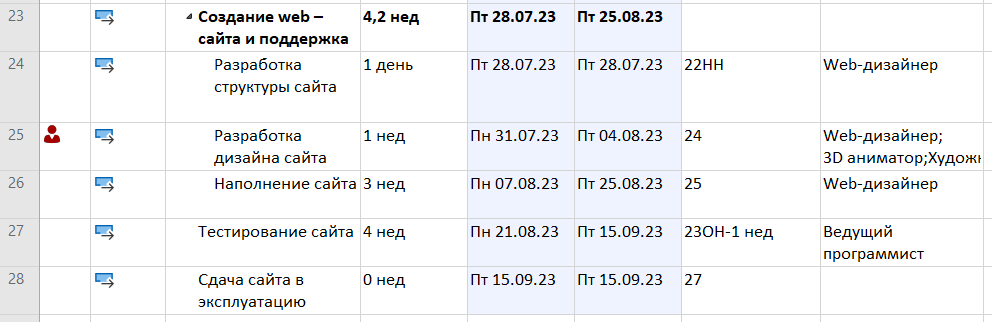 23 Создание web – 4,2 нед Пт 28.07.23 Пт 25.08.23
сайта и поддержка
24 Разработка 1 день Пт 28.07.23 Пт 28.07.23 22НН Web-дизайнер
структуры сайта
25 Разработка 1 нед Пн 31.07.23 Пт 04.08.23 24 Web-дизайнер;
дизайна сайта 3D аниматор;Художн
26 Наполнение сайта 3 нед Пн 07.08.23 Пт 25.08.23 25 Web-дизайнер
27 Тестирование сайта 4 нед Пн 21.08.23 Пт 15.09.23 23ОН-1 нед Ведущий
программист
28 Сдача сайта в 0 нед Пт 15.09.23 Пт 15.09.23 27
эксплуатацию